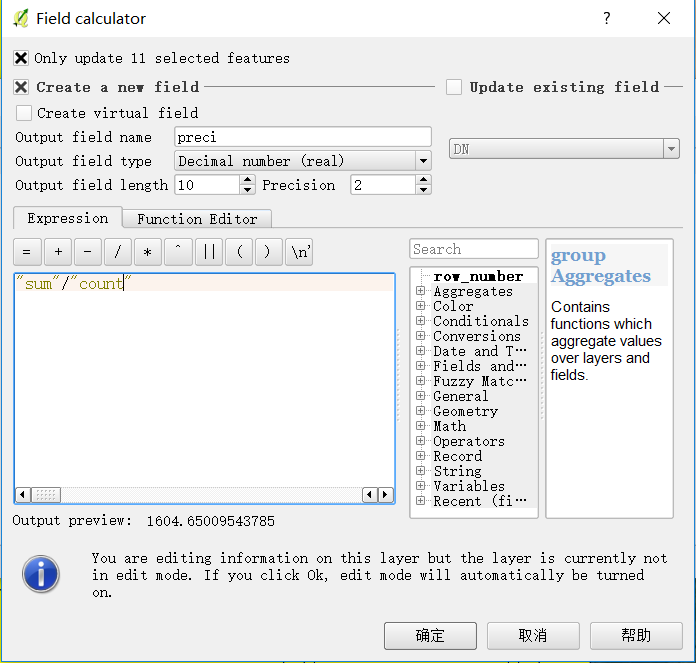 Field calculator
?
Only update 11 selected features
Create a new field
Update existing field
Create virtual field
Output field name preci
DN
Output field type Decimal number (real)
Output field length 10 Precision 2
Expression Function Editor
= + - / * ^ || ( ) \n'
"sum"/"count"
Output preview: 1604.65009543785
Search
row_number
Aggregates
Color
Conditionals
Conversions
Date and T…
Fields and…
Fuzzy Matc…
General
Geometry
Math
Operators
Record
String
Variables
Recent (fi…
group
Aggregates
Contains
functions which
aggregate values
over layers and
fields.
You are editing information on this layer but the layer is currently not
in edit mode. If you click Ok, edit mode will automatically be turned
on.
确定 取消 帮助